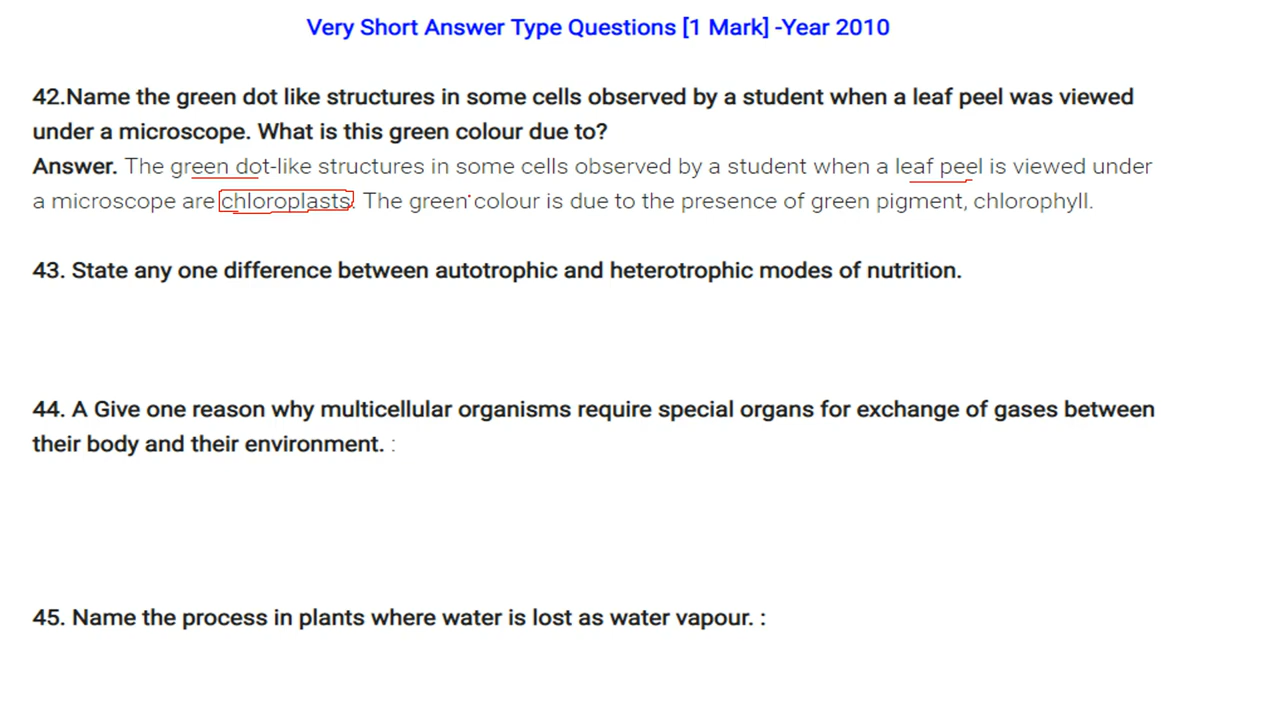 Very Short Answer Type Questions [1 Mark] -Year 2010
42.Name the green dot like structures in some cells observed by a student when a leaf peel was viewed
under a microscope. What is this green colour due to?
Answer. The green dot-like structures in some cells observed by a student when a leaf peel is viewed under
a microscope are chloroplasts. The green colour is due to the presence of green pigment, chlorophyll.
43. State any one difference between autotrophic and heterotrophic modes of nutrition.
44. A Give one reason why multicellular organisms require special organs for exchange of gases between
their body and their environment. :
45. Name the process in plants where water is lost as water vapour. :